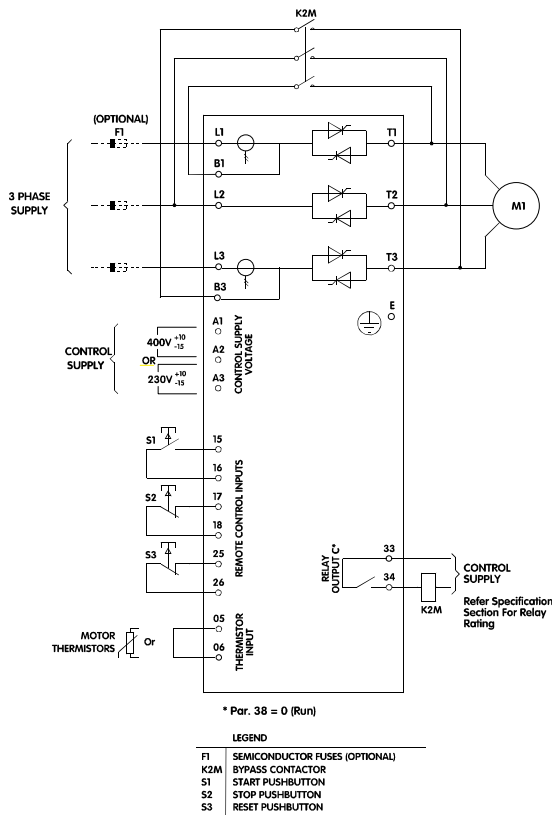 K2M
(OPTIONAL)
F1
L1
T1
B1
3 PHASE
SUPPLY
L2
T2
M1
L3
T3
B3
E
A1
400V +10 -15
A2
CONTROL
SUPPLY
OR
230V +10 -15
A3
CONTROL SUPPLY
VOLTAGE
S1
15
16
S2
17
18
S3
25
26
REMOTE CONTROL INPUTS
RELAY
OUTPUT C*
33
34
K2M
CONTROL
SUPPLY
Refer Specification
Section For Relay
Rating
MOTOR
THERMISTORS
Or
05
06
THERMISTOR
INPUT
* Par. 38 = 0 (Run)
LEGEND
F1 SEMICONDUCTOR FUSES (OPTIONAL)
K2M BYPASS CONTACTOR
S1 START PUSHBUTTON
S2 STOP PUSHBUTTON
S3 RESET PUSHBUTTON